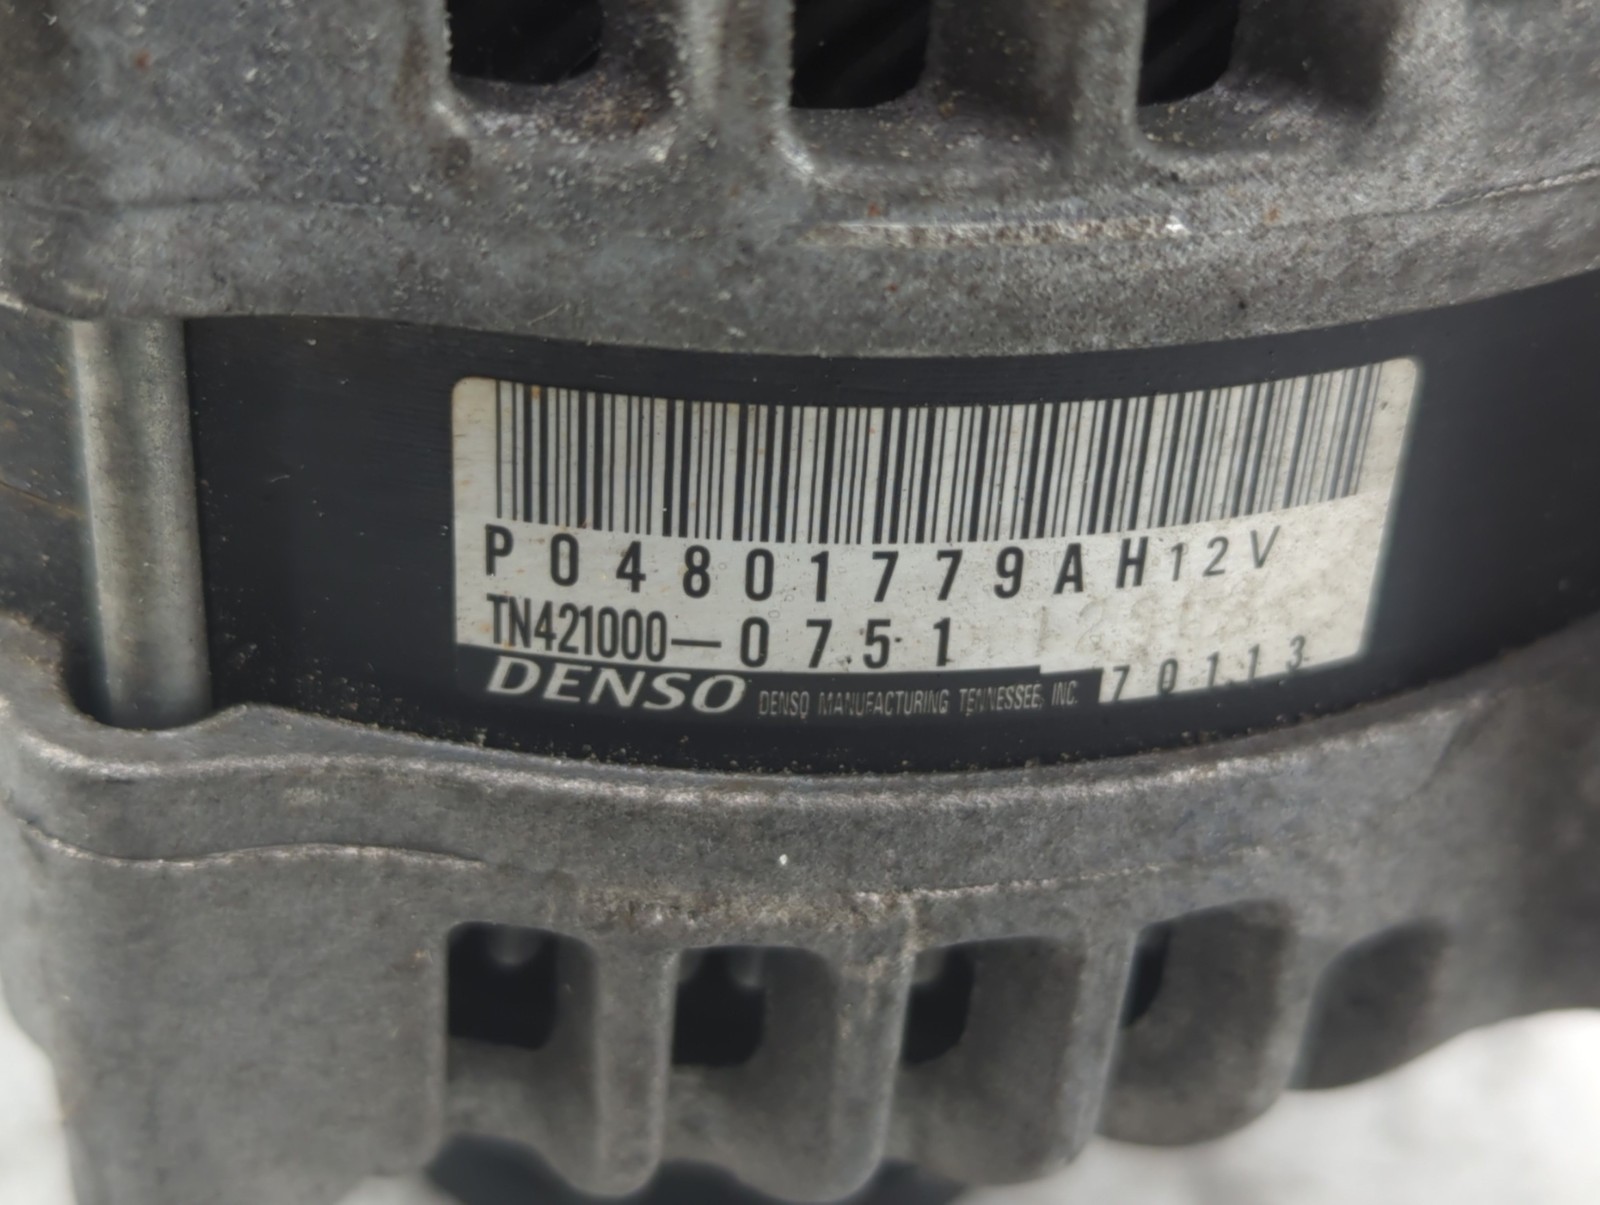 P04801779AH 12V
TN421000-0751
DENSO DENSO MANUFACTURING TENNESSEE, INC. 70113